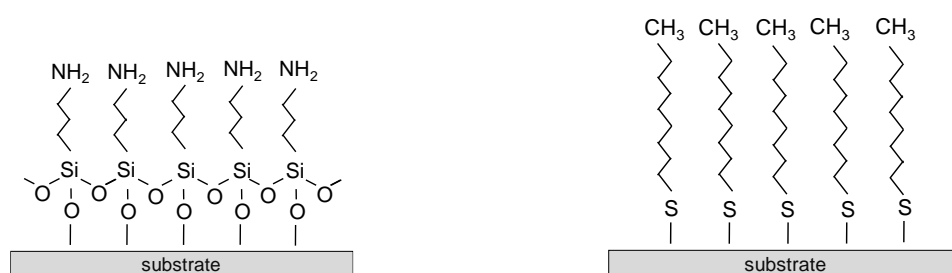 NH₂ NH₂ NH₂ NH₂ NH₂
Si Si Si Si Si
O O O O O O
O O O O O
substrate
CH₃ CH₃ CH₃ CH₃ CH₃
S S S S S
substrate